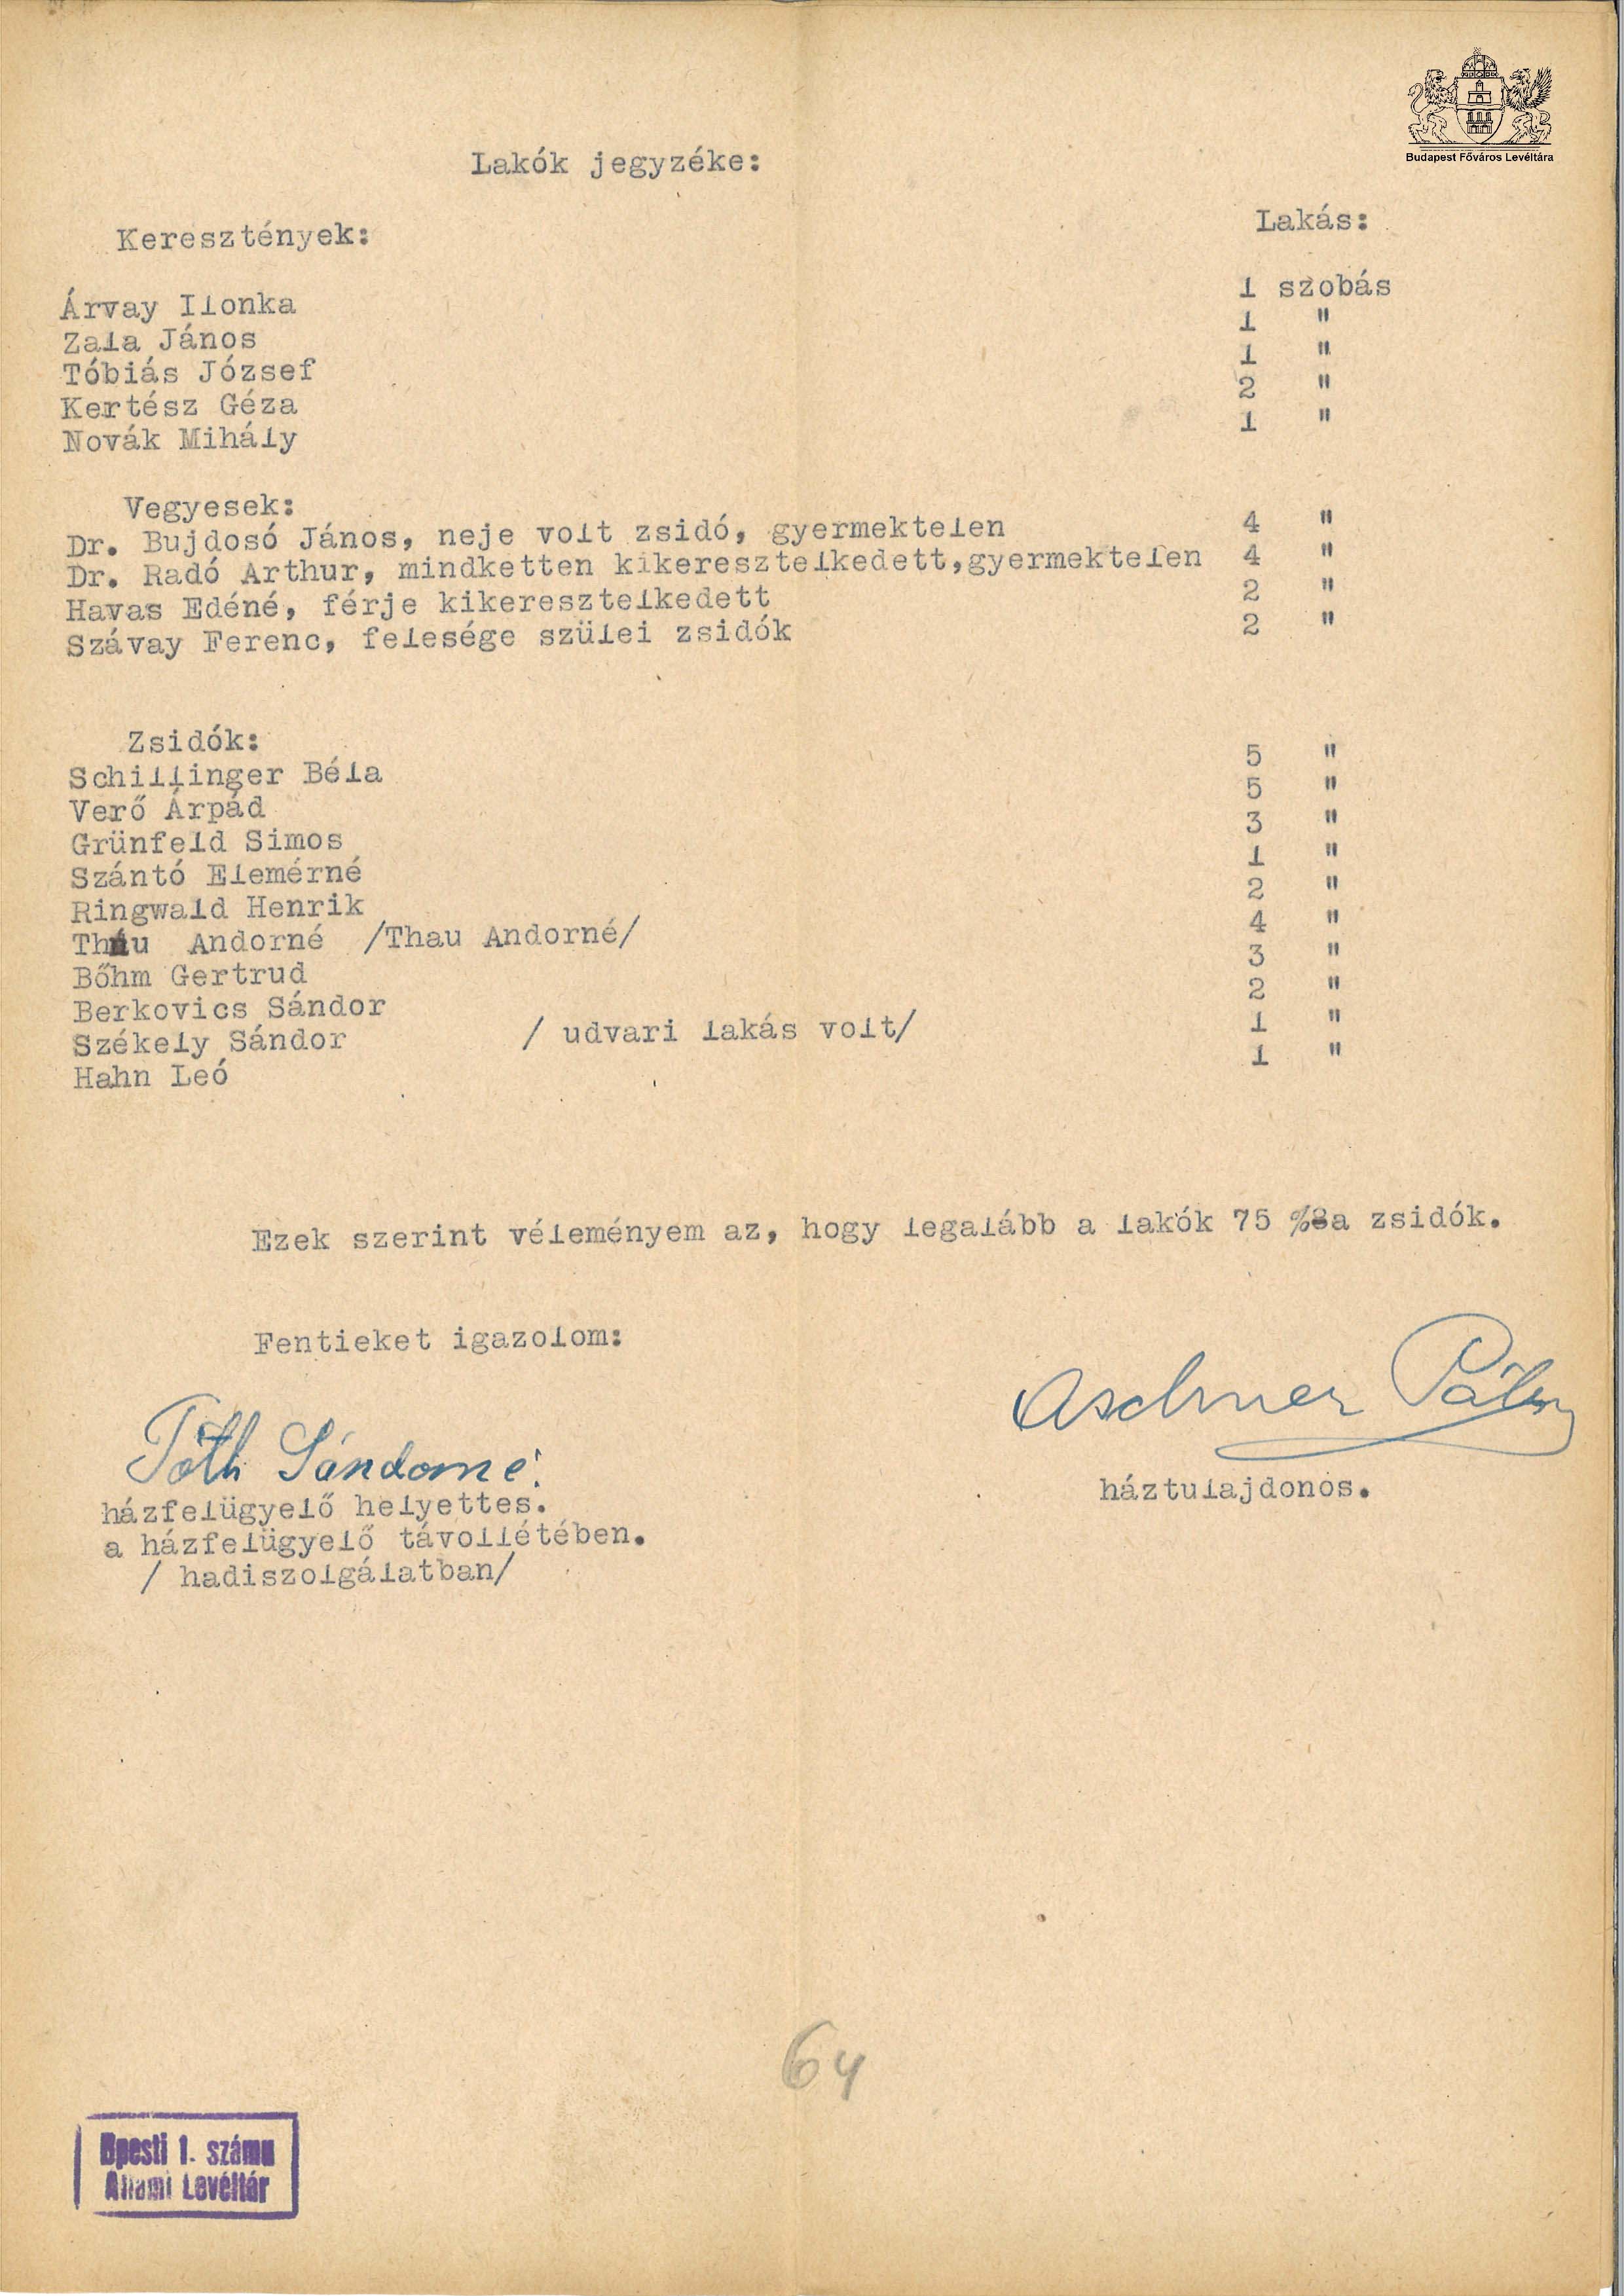 Budapest Főváros Levéltára
Lakók jegyzéke:
Keresztények: Lakás:
Árvay Ilonka 1 szobás
Zala János 1 "
Tóbiás József 1 "
Kertész Géza 2 "
Novák Mihály 1 "
Vegyesek:
Dr. Bujdosó János, neje volt zsidó, gyermektelen 4 "
Dr. Radó Arthur, mindketten kikeresztelkedett,gyermektelen 4 "
Havas Edéné, férje kikeresztelkedett 2 "
Szávay Ferenc, felesége szülei zsidók 2 "
Zsidók:
Schillinger Béla 5 "
Verő Árpád 5 "
Grünfeld Simos 3 "
Szántó Elemérné 1 "
Ringwald Henrik 2 "
Thau Andorné /Thau Andorné/ 4 "
Bőhm Gertrud 3 "
Berkovics Sándor 2 "
Székely Sándor / udvari lakás volt/ 1 "
Hahn Leó 1 "
Ezek szerint véleményem az, hogy legalább a lakók 75 %a zsidók.
Fentieket igazolom:
Aschner Pálné
Tóth Sándorné
háztulajdonos.
házfelügyelő helyettes.
a házfelügyelő távollétében.
/ hadiszolgálatban/
64
Bpesti 1. számu
Állami Levéltár